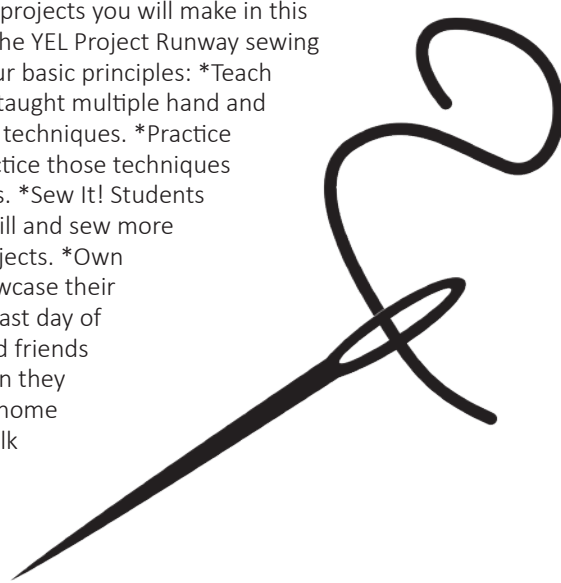 projects you will make in this
he YEL Project Runway sewing
ur basic principles: *Teach
taught multiple hand and
techniques. *Practice
ctice those techniques
s. *Sew It! Students
ill and sew more
jects. *Own
wcase their
ast day of
d friends
n they
home
lk